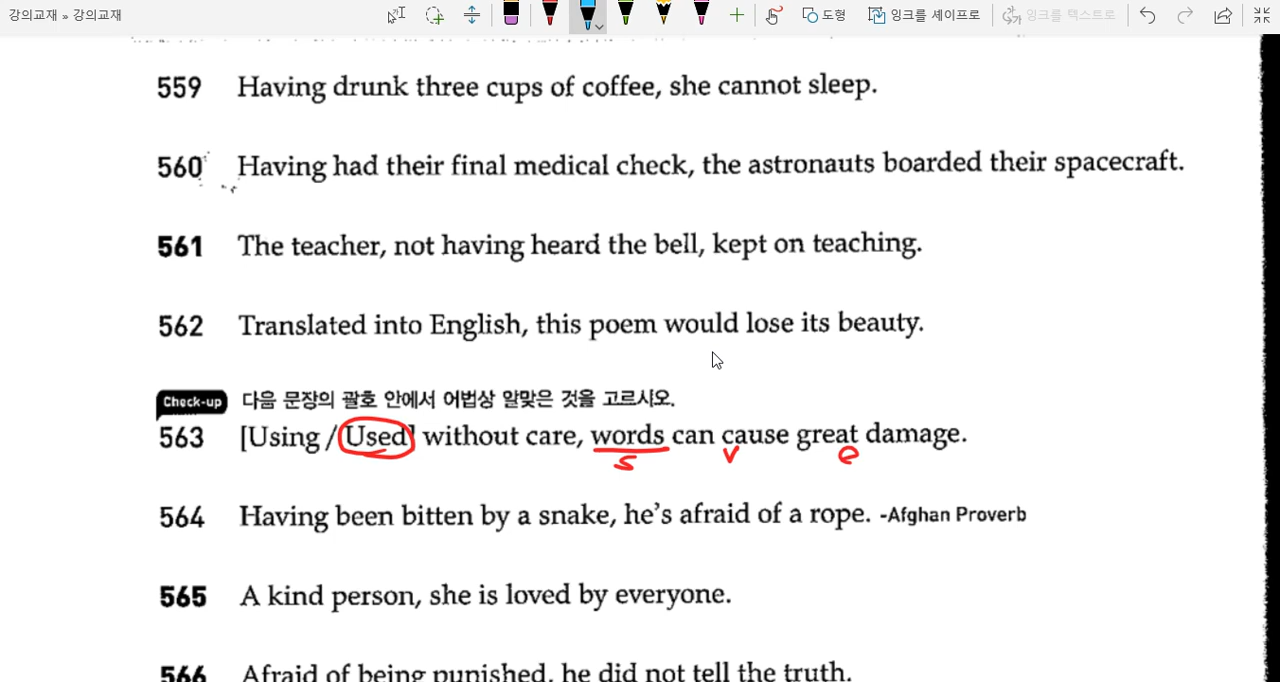 강의교재 » 강의교재 도형 잉크를 셰이프로 잉크를 텍스트로
559 Having drunk three cups of coffee, she cannot sleep.
560 Having had their final medical check, the astronauts boarded their spacecraft.
561 The teacher, not having heard the bell, kept on teaching.
562 Translated into English, this poem would lose its beauty.
Check-up 다음 문장의 괄호 안에서 어법상 알맞은 것을 고르시오.
563 [Using / Used] without care, words can cause great damage.
s v e
564 Having been bitten by a snake, he's afraid of a rope. -Afghan Proverb
565 A kind person, she is loved by everyone.
566 Afraid of being punished, he did not tell the truth.